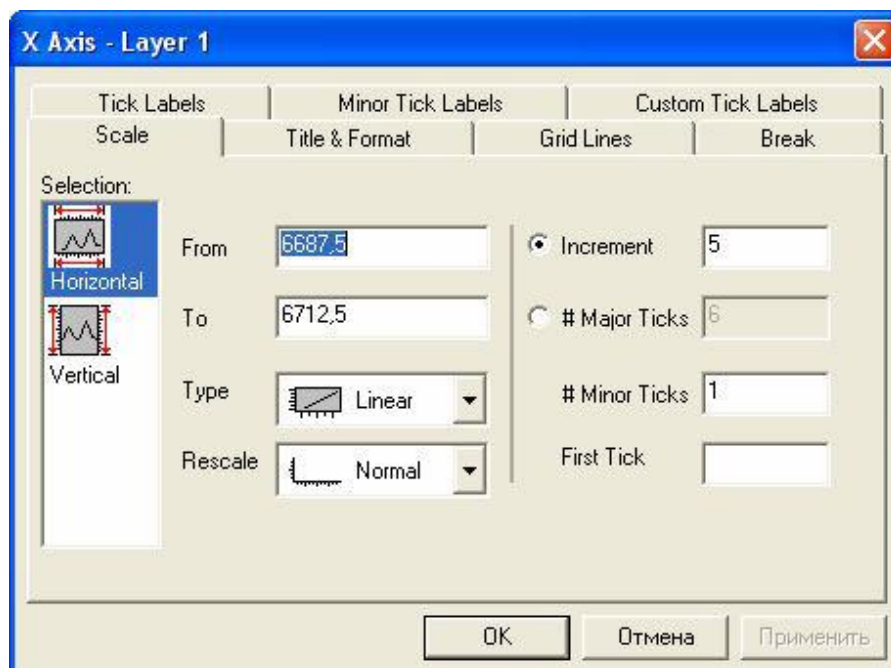 X Axis - Layer 1
Tick Labels Minor Tick Labels Custom Tick Labels
Scale Title & Format Grid Lines Break
Selection:
Horizontal
Vertical
From 6687,5
To 6712,5
Type Linear
Rescale Normal
Increment 5
# Major Ticks 6
# Minor Ticks 1
First Tick
OK Отмена Применить